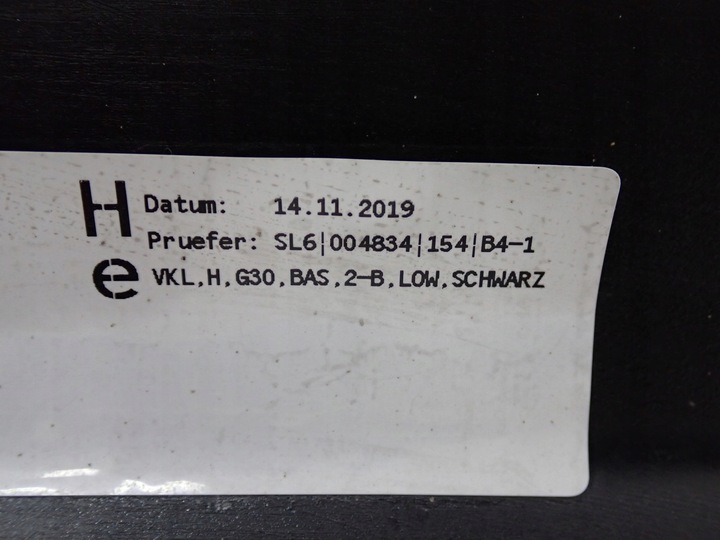 H Datum: 14.11.2019
Pruefer: SL6|004834|154|B4-1
e VKL,H,G30,BAS,2-B,LOW,SCHWARZ